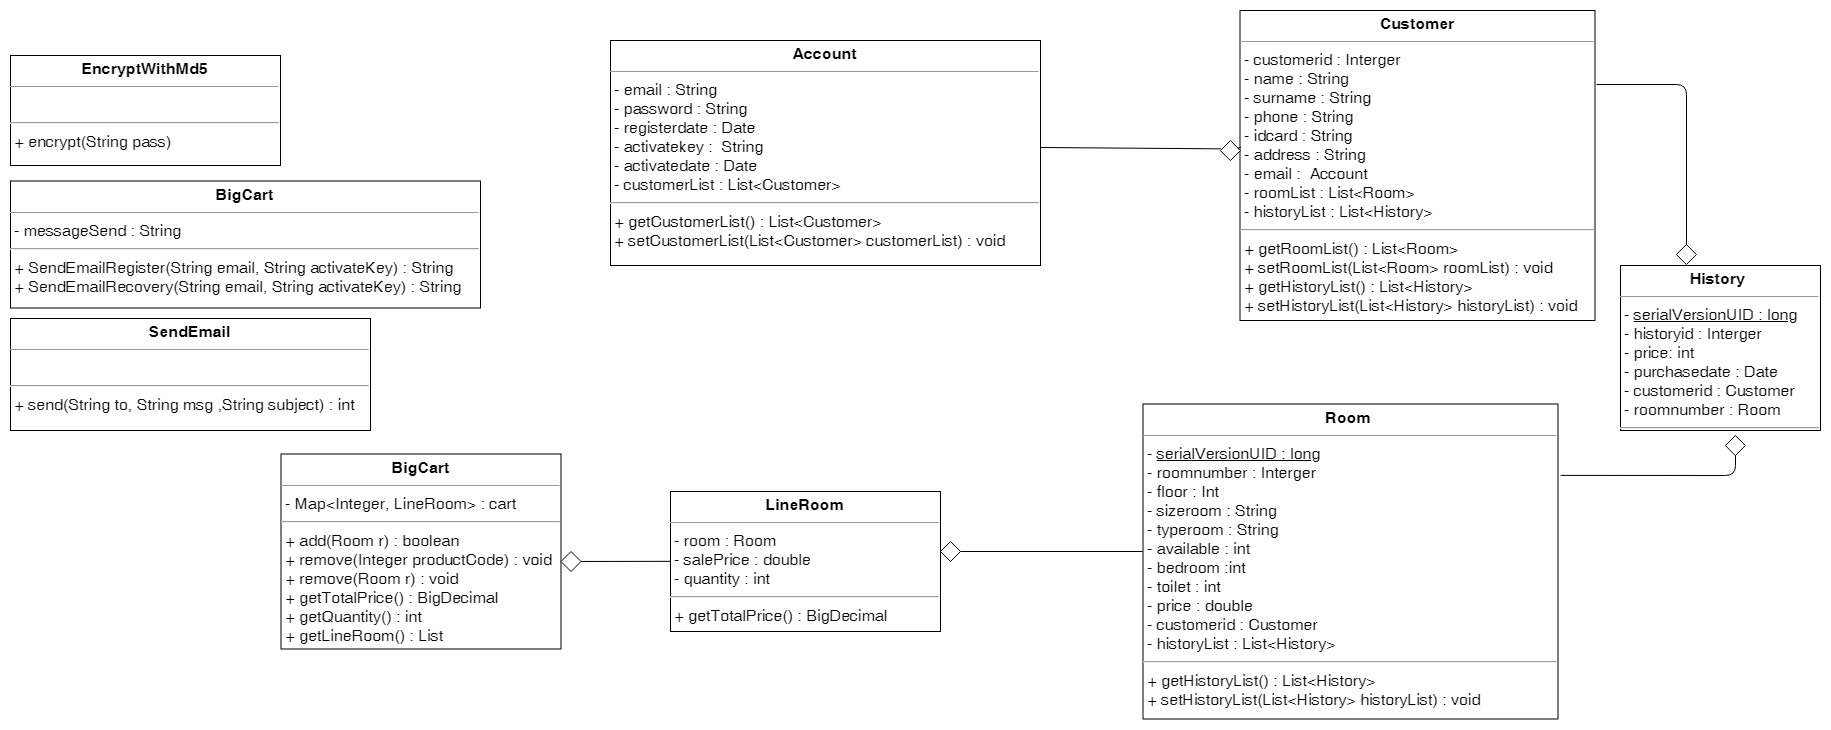 EncryptWithMd5
+ encrypt(String pass)
BigCart
- messageSend : String
+ SendEmailRegister(String email, String activateKey) : String
+ SendEmailRecovery(String email, String activateKey) : String
SendEmail
+ send(String to, String msg ,String subject) : int
Account
- email : String
- password : String
- registerdate : Date
- activatekey :  String
- activatedate : Date
- customerList : List<Customer>
+ getCustomerList() : List<Customer>
+ setCustomerList(List<Customer> customerList) : void
Customer
- customerid : Interger
- name : String
- surname : String
- phone : String
- idcard : String
- address : String
- email :  Account
- roomList : List<Room>
- historyList : List<History>
+ getRoomList() : List<Room>
+ setRoomList(List<Room> roomList) : void
+ getHistoryList() : List<History>
+ setHistoryList(List<History> historyList) : void
History
- serialVersionUID : long
- historyid : Interger
- price: int
- purchasedate : Date
- customerid : Customer
- roomnumber : Room
BigCart
- Map<Integer, LineRoom> : cart
+ add(Room r) : boolean
+ remove(Integer productCode) : void
+ remove(Room r) : void
+ getTotalPrice() : BigDecimal
+ getQuantity() : int
+ getLineRoom() : List
LineRoom
- room : Room
- salePrice : double
- quantity : int
+ getTotalPrice() : BigDecimal
Room
- serialVersionUID : long
- roomnumber : Interger
- floor : Int
- sizeroom : String
- typeroom : String
- available : int
- bedroom :int
- toilet : int
- price : double
- customerid : Customer
- historyList : List<History>
+ getHistoryList() : List<History>
+ setHistoryList(List<History> historyList) : void